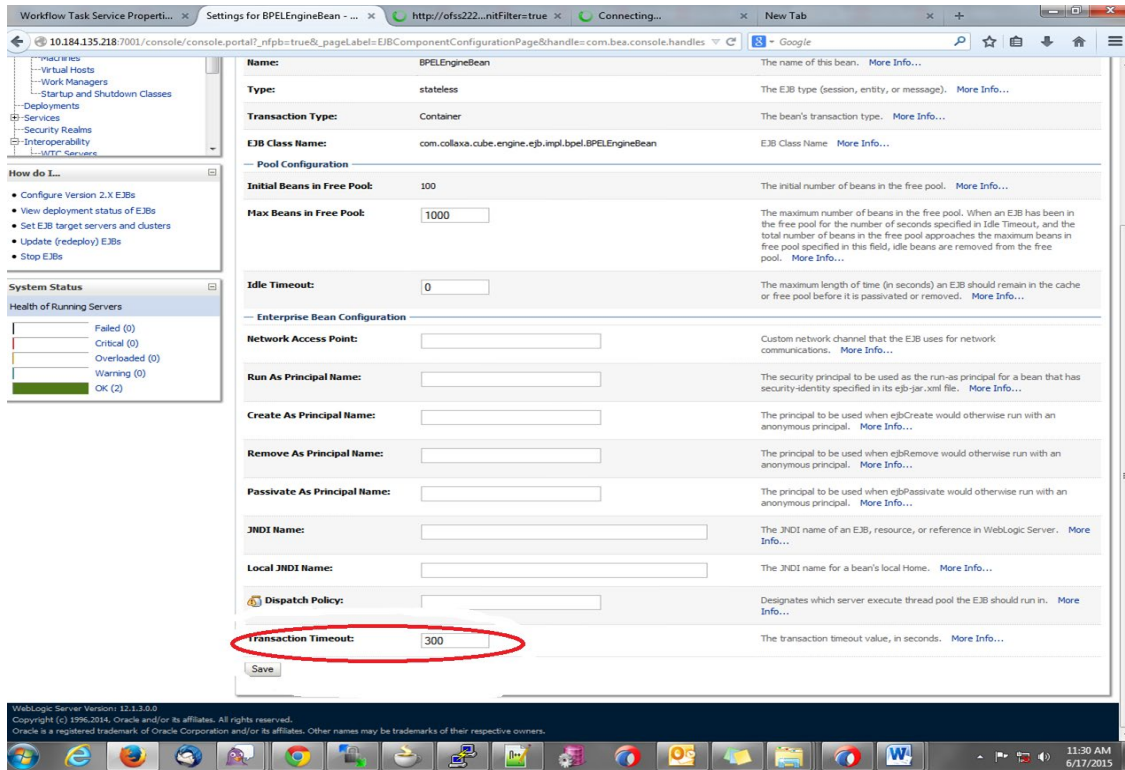 Workflow Task Service Properti... ×
Settings for BPELEngineBean - ... ×
http://ofss222...nitFilter=true ×
Connecting... ×
New Tab ×
10.184.135.218:7001/console/console.portal?_nfpb=true&_pageLabel=EJBComponentConfigurationPage&handle=com.bea.console.handles
Google
Machines
Virtual Hosts
Work Managers
Startup and Shutdown Classes
Deployments
Services
Security Realms
Interoperability
WTC Servers
How do I...
Configure Version 2.X EJBs
View deployment status of EJBs
Set EJB target servers and clusters
Update (redeploy) EJBs
Stop EJBs
System Status
Health of Running Servers
Failed (0)
Critical (0)
Overloaded (0)
Warning (0)
OK (2)
Name: BPELEngineBean The name of this bean. More Info...
Type: stateless The EJB type (session, entity, or message). More Info...
Transaction Type: Container The bean's transaction type. More Info...
EJB Class Name: com.collaxa.cube.engine.ejb.impl.bpel.BPELEngineBean EJB Class Name More Info...
Pool Configuration
Initial Beans in Free Pool: 100 The initial number of beans in the free pool. More Info...
Max Beans in Free Pool: 1000 The maximum number of beans in the free pool. When an EJB has been in
the free pool for the number of seconds specified in Idle Timeout, and the
total number of beans in the free pool approaches the maximum beans in
free pool specified in this field, idle beans are removed from the free
pool. More Info...
Idle Timeout: 0 The maximum length of time (in seconds) an EJB should remain in the cache
or free pool before it is passivated or removed. More Info...
Enterprise Bean Configuration
Network Access Point: Custom network channel that the EJB uses for network
communications. More Info...
Run As Principal Name: The security principal to be used as the run-as principal for a bean that has
security-identity specified in its ejb-jar.xml file. More Info...
Create As Principal Name: The principal to be used when ejbCreate would otherwise run with an
anonymous principal. More Info...
Remove As Principal Name: The principal to be used when ejbRemove would otherwise run with an
anonymous principal. More Info...
Passivate As Principal Name: The principal to be used when ejbPassivate would otherwise run with an
anonymous principal. More Info...
JNDI Name: The JNDI name of an EJB, resource, or reference in WebLogic Server. More
Info...
Local JNDI Name: The JNDI name for a bean's local Home. More Info...
Dispatch Policy: Designates which server execute thread pool the EJB should run in. More
Info...
Transaction Timeout: 300 The transaction timeout value, in seconds. More Info...
Save
WebLogic Server Version: 12.1.3.0.0
Copyright (c) 1996,2014, Oracle and/or its affiliates. All rights reserved.
Oracle is a registered trademark of Oracle Corporation and/or its affiliates. Other names may be trademarks of their respective owners.
11:30 AM
6/17/2015